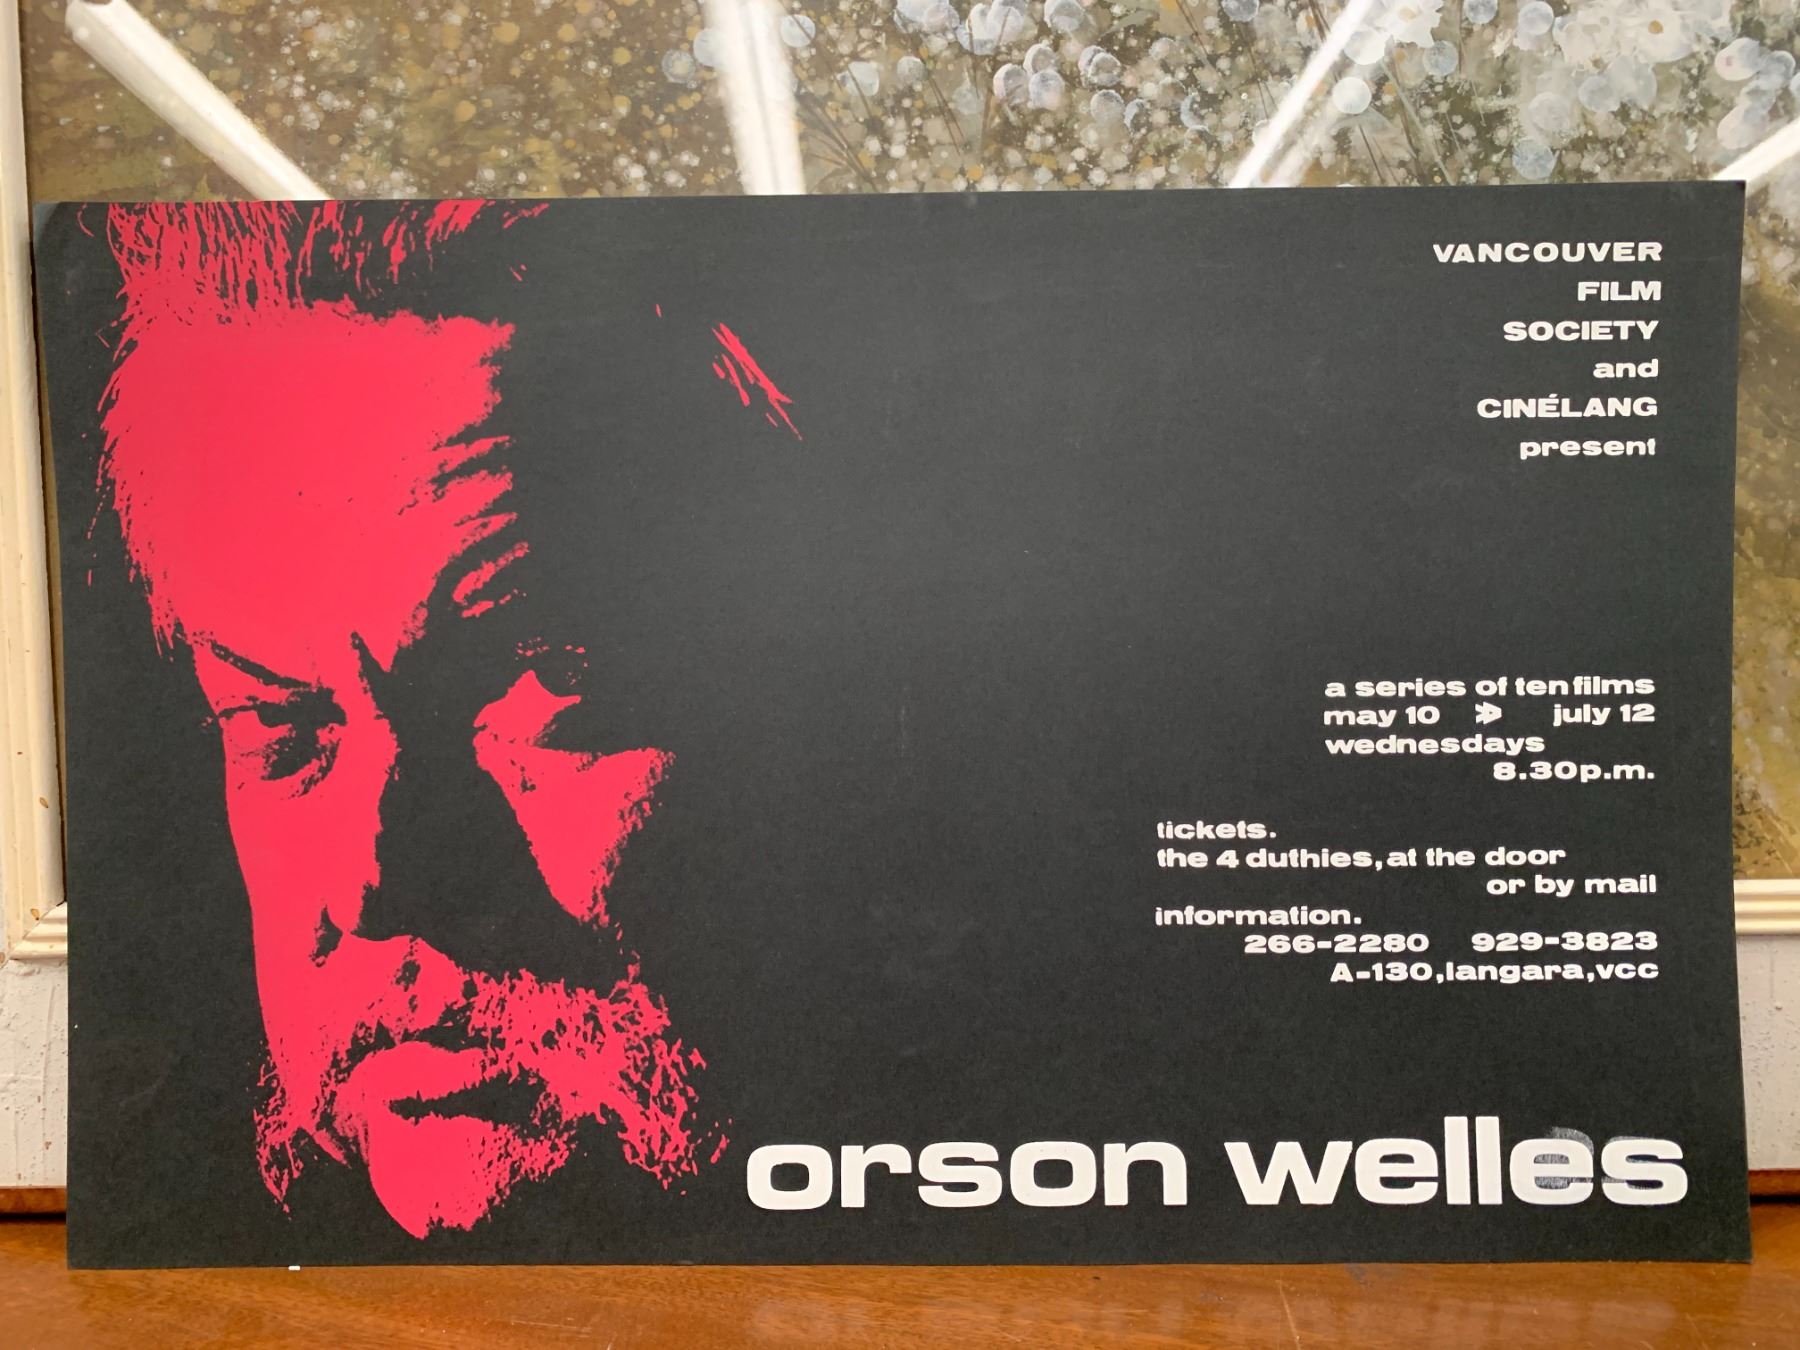 VANCOUVER
FILM
SOCIETY
and
CINÉLANG
present
a series of ten films
may 10 july 12
wednesdays
8.30p.m.
tickets.
the 4 duthies, at the door
or by mail
information.
266-2280 929-3823
A-130, langara, vcc
orson welles